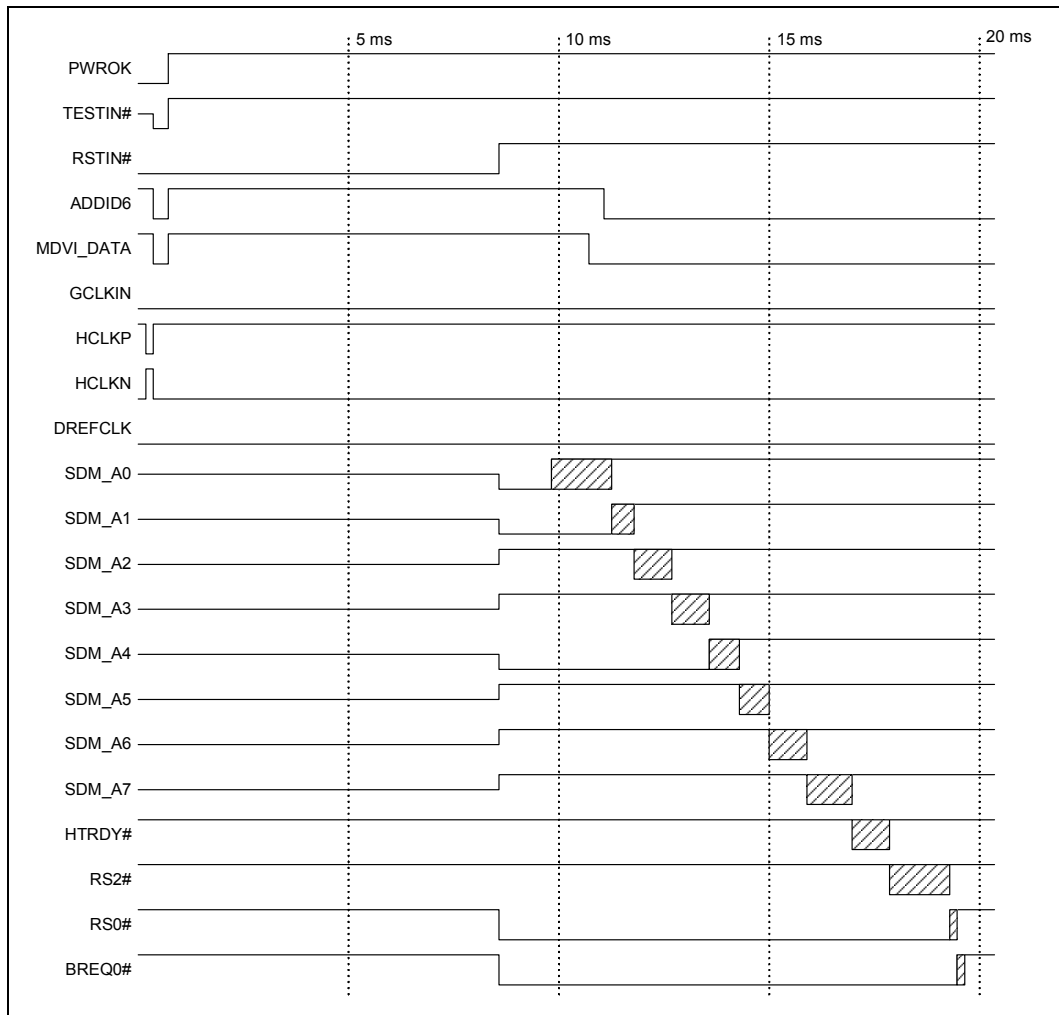 5 ms 10 ms 15 ms 20 ms
PWROK
TESTIN#
RSTIN#
ADDID6
MDVI_DATA
GCLKIN
HCLKP
HCLKN
DREFCLK
SDM_A0
SDM_A1
SDM_A2
SDM_A3
SDM_A4
SDM_A5
SDM_A6
SDM_A7
HTRDY#
RS2#
RS0#
BREQ0#